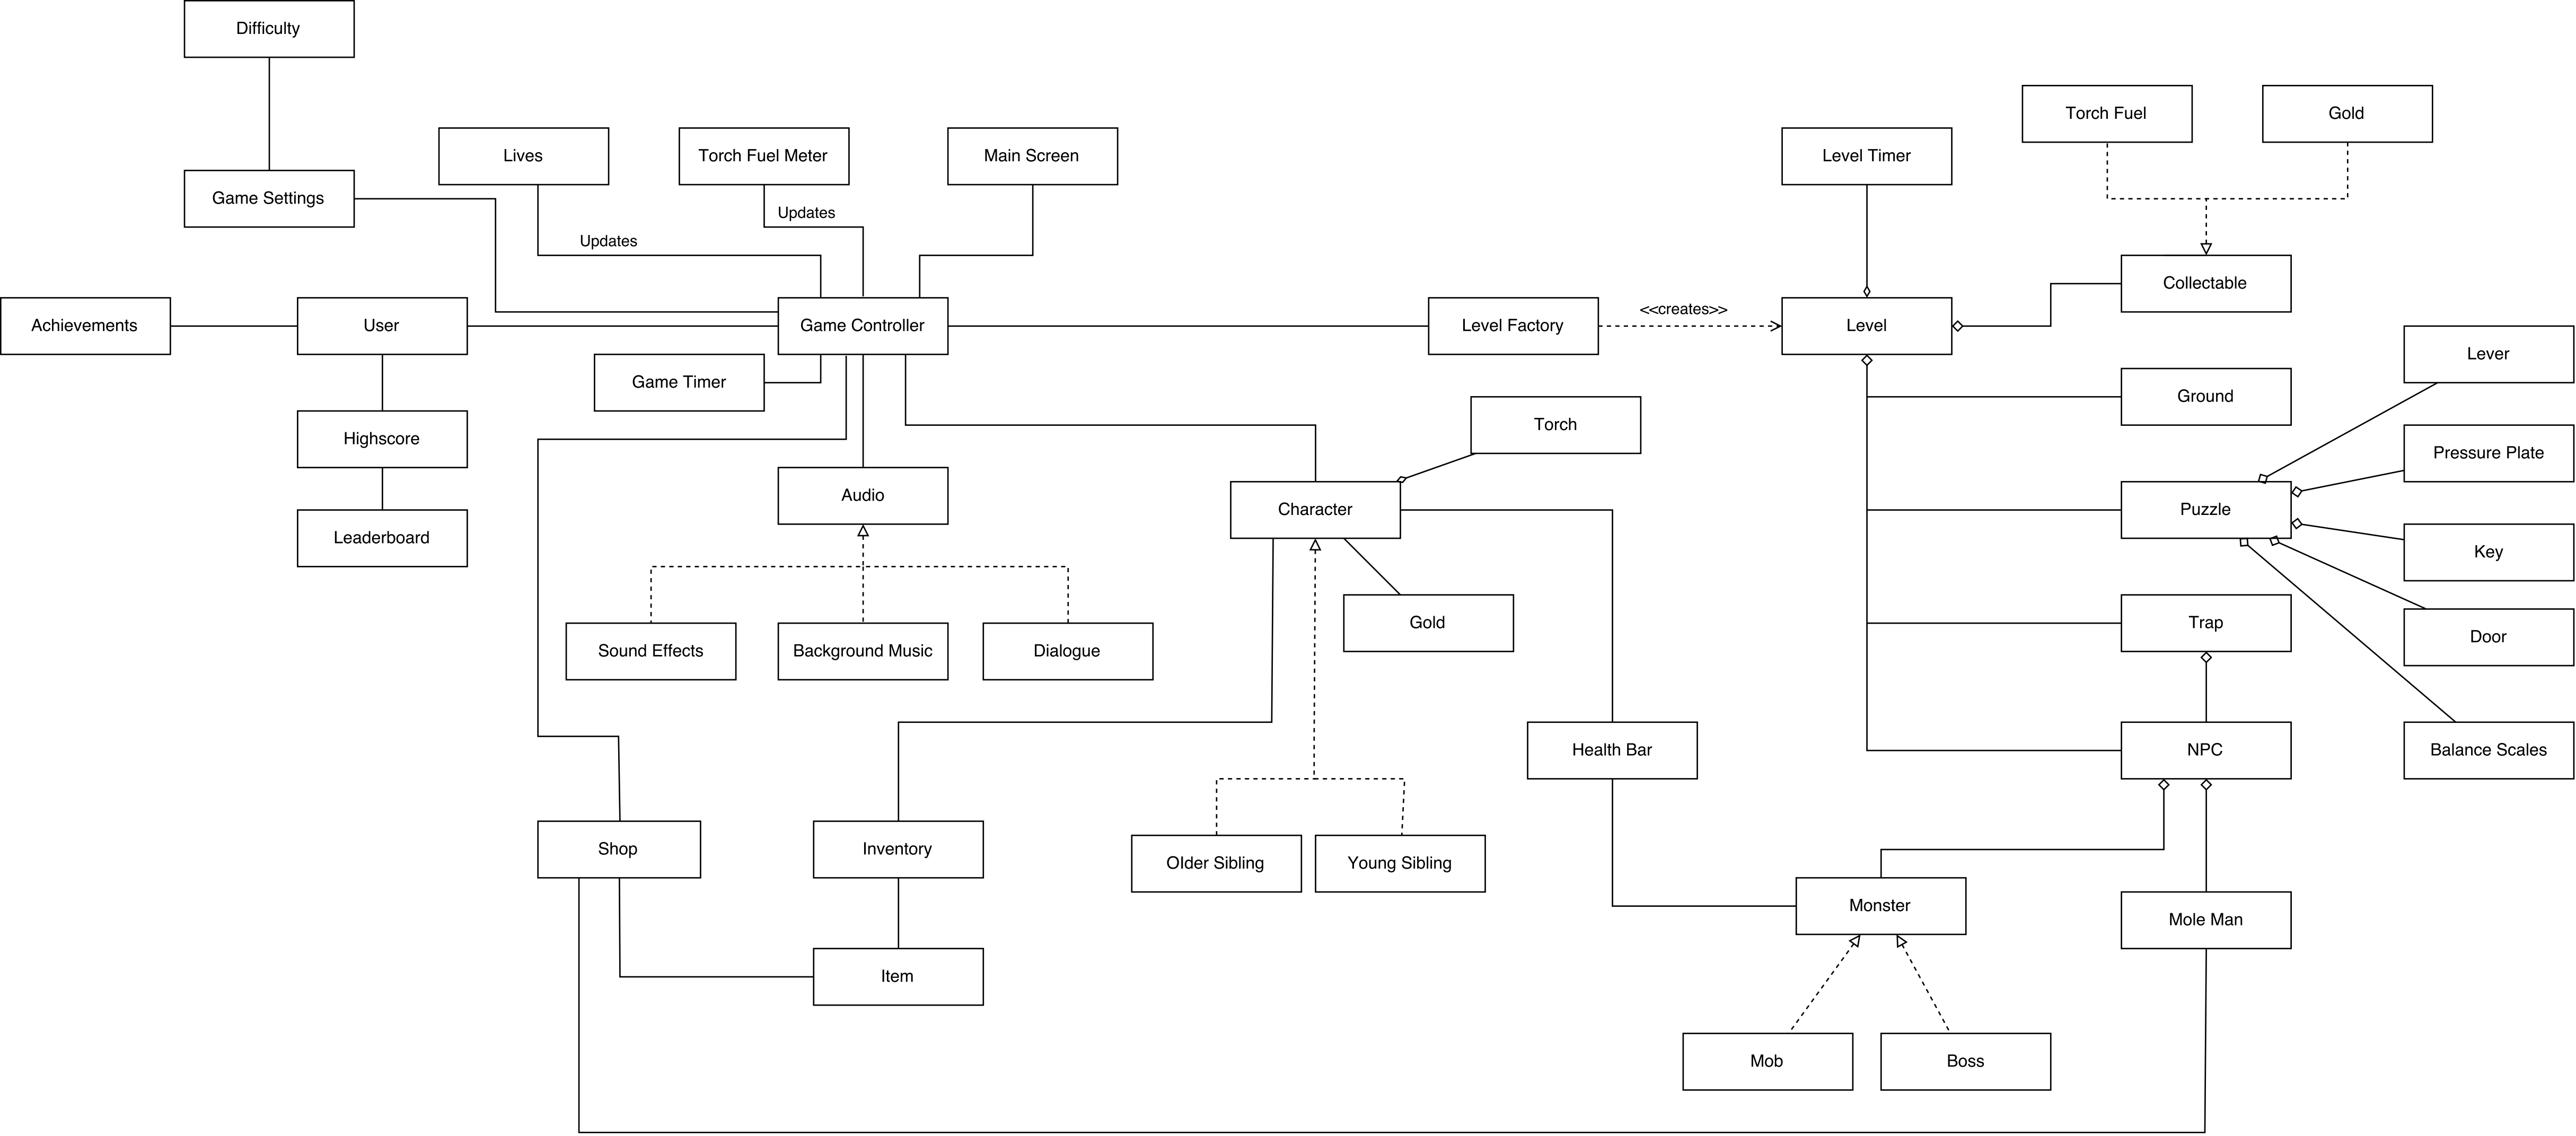 Difficulty
Torch Fuel
Gold
Lives
Torch Fuel Meter
Main Screen
Level Timer
Game Settings
Updates
Updates
Collectable
<<creates>>
Achievements
User
Game Controller
Level Factory
Level
Lever
Game Timer
Ground
Torch
Highscore
Pressure Plate
Audio
Character
Puzzle
Leaderboard
Key
Gold
Trap
Door
Sound Effects
Background Music
Dialogue
Health Bar
NPC
Balance Scales
Shop
Inventory
Older Sibling
Young Sibling
Monster
Mole Man
Item
Mob
Boss